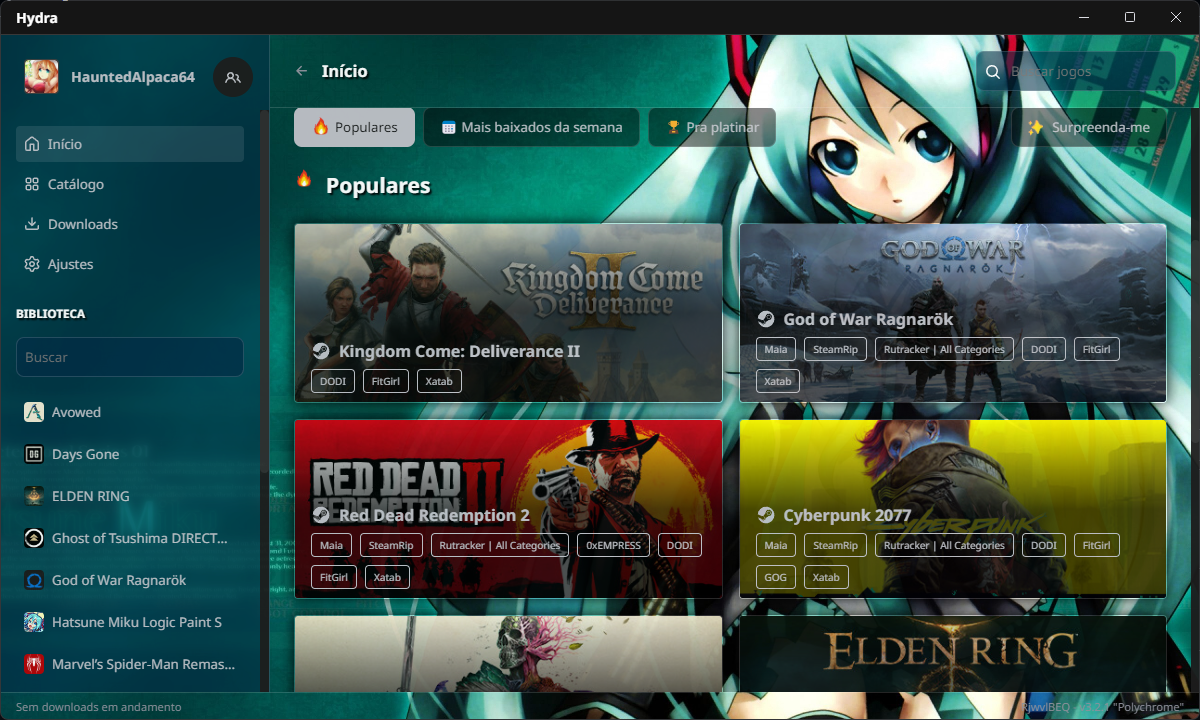 Hydra
HauntedAlpaca64
Início
Catálogo
Downloads
Ajustes
BIBLIOTECA
Buscar
Avowed
Days Gone
ELDEN RING
Ghost of Tsushima DIRECT...
God of War Ragnarök
Hatsune Miku Logic Paint S
Marvel's Spider-Man Remas...
Início
Buscar jogos
Populares
Mais baixados da semana
Pra platinar
Surpreenda-me
Populares
Kingdom Come
II
Deliverance
Kingdom Come: Deliverance II
DODI
FitGirl
Xatab
GOD OF WAR
RAGNARÖK
God of War Ragnarök
Maia
SteamRip
Rutracker | All Categories
DODI
FitGirl
Xatab
RED DEAD
REDEMPTION II
Red Dead Redemption 2
Maia
SteamRip
Rutracker | All Categories
0xEMPRESS
DODI
FitGirl
Xatab
CYBERPUNK
Cyberpunk 2077
Maia
SteamRip
Rutracker | All Categories
DODI
FitGirl
GOG
Xatab
ELDEN RING
Sem downloads em andamento
"Polychrome"